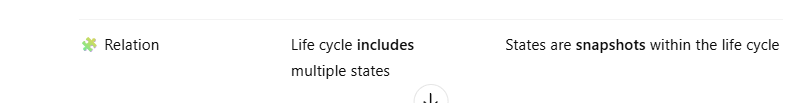 Relation
Life cycle includes
multiple states
States are snapshots within the life cycle